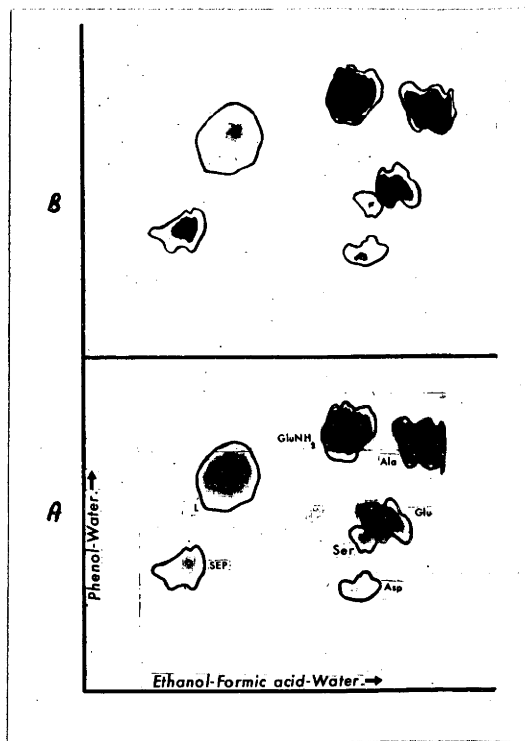 B
GluNH2
Ala
A
L
Glu
Ser
SEP
Asp
Phenol-Water.→
Ethanol-Formic acid-Water.→